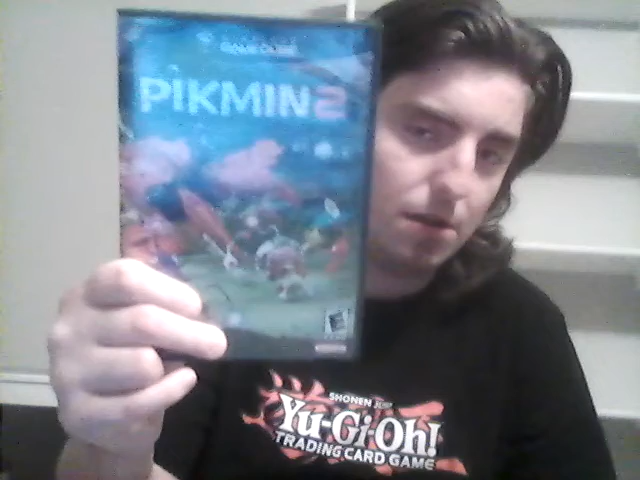 GAMECUBE
PIKMIN 2
SHONEN JUMP
Yu-Gi-Oh!
TRADING CARD GAME